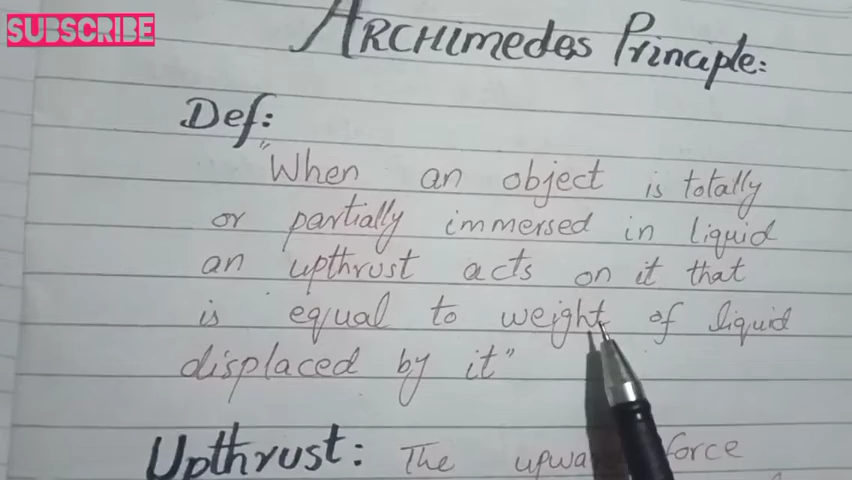 SUBSCRIBE
ARCHimedes Principle:
Def:
"When an object is totally
or partially immersed in liquid
an upthrust acts on it that
is equal to weight of liquid
displaced by it"
Upthrust: The force